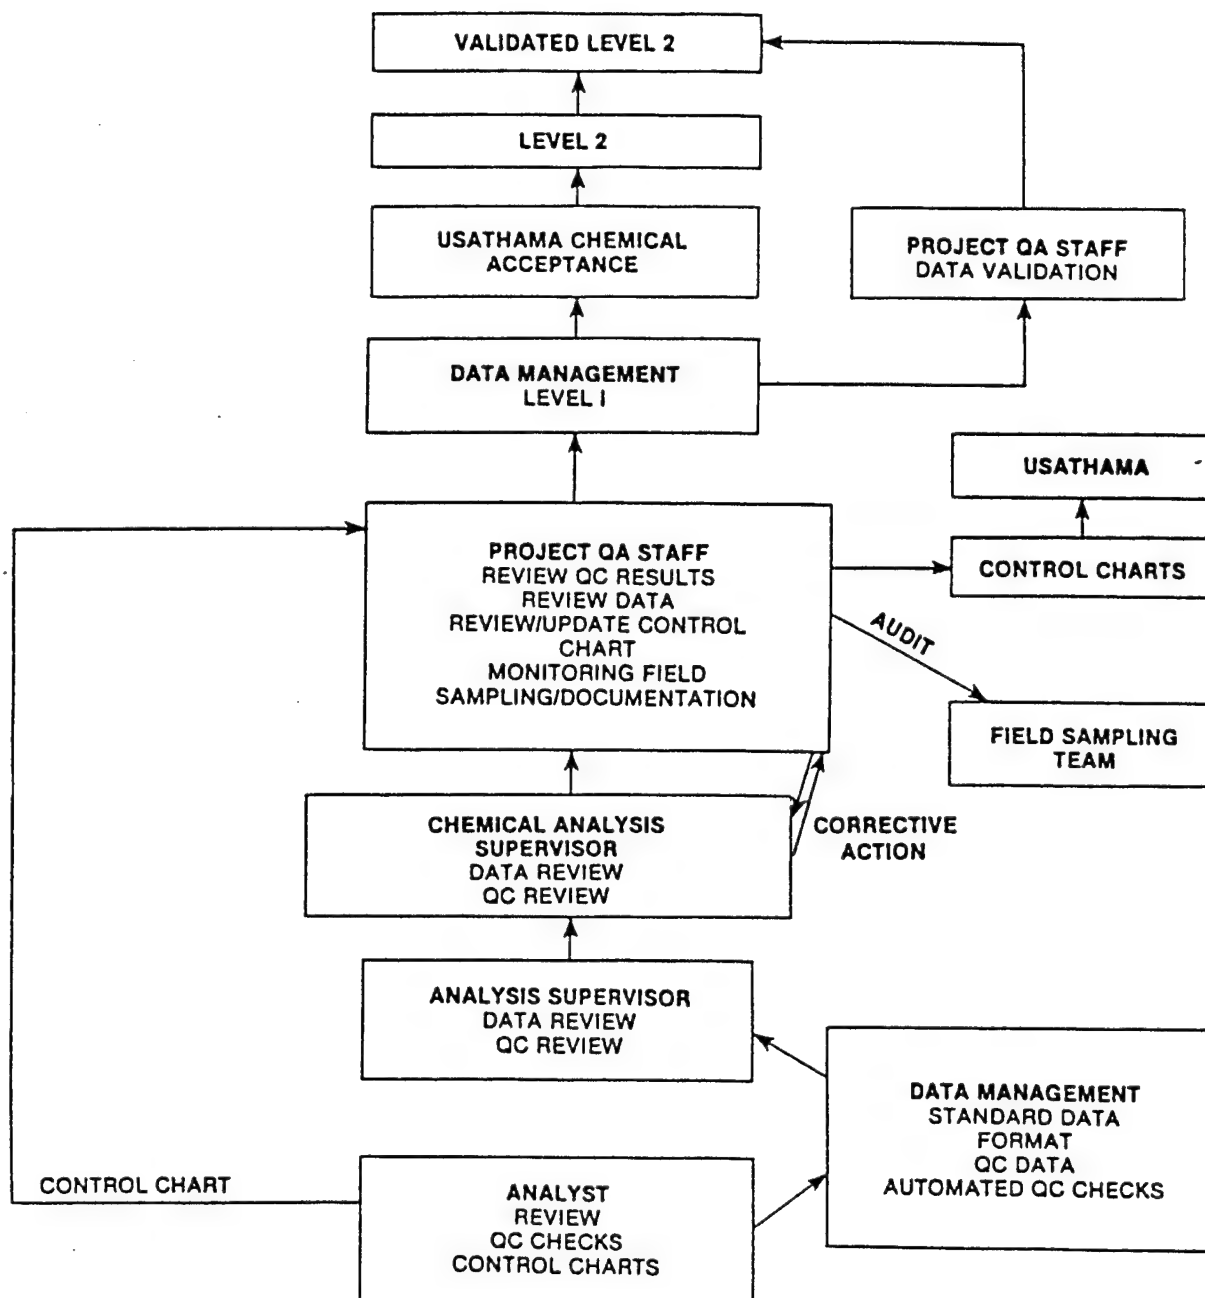 VALIDATED LEVEL 2
LEVEL 2
USATHAMA CHEMICAL
ACCEPTANCE
PROJECT QA STAFF
DATA VALIDATION
DATA MANAGEMENT
LEVEL I
USATHAMA
CONTROL CHARTS
PROJECT QA STAFF
REVIEW QC RESULTS
REVIEW DATA
REVIEW/UPDATE CONTROL
CHART
MONITORING FIELD
SAMPLING/DOCUMENTATION
AUDIT
FIELD SAMPLING
TEAM
CHEMICAL ANALYSIS
SUPERVISOR
DATA REVIEW
QC REVIEW
CORRECTIVE
ACTION
ANALYSIS SUPERVISOR
DATA REVIEW
QC REVIEW
DATA MANAGEMENT
STANDARD DATA
FORMAT
QC DATA
AUTOMATED QC CHECKS
CONTROL CHART
ANALYST
REVIEW
QC CHECKS
CONTROL CHARTS